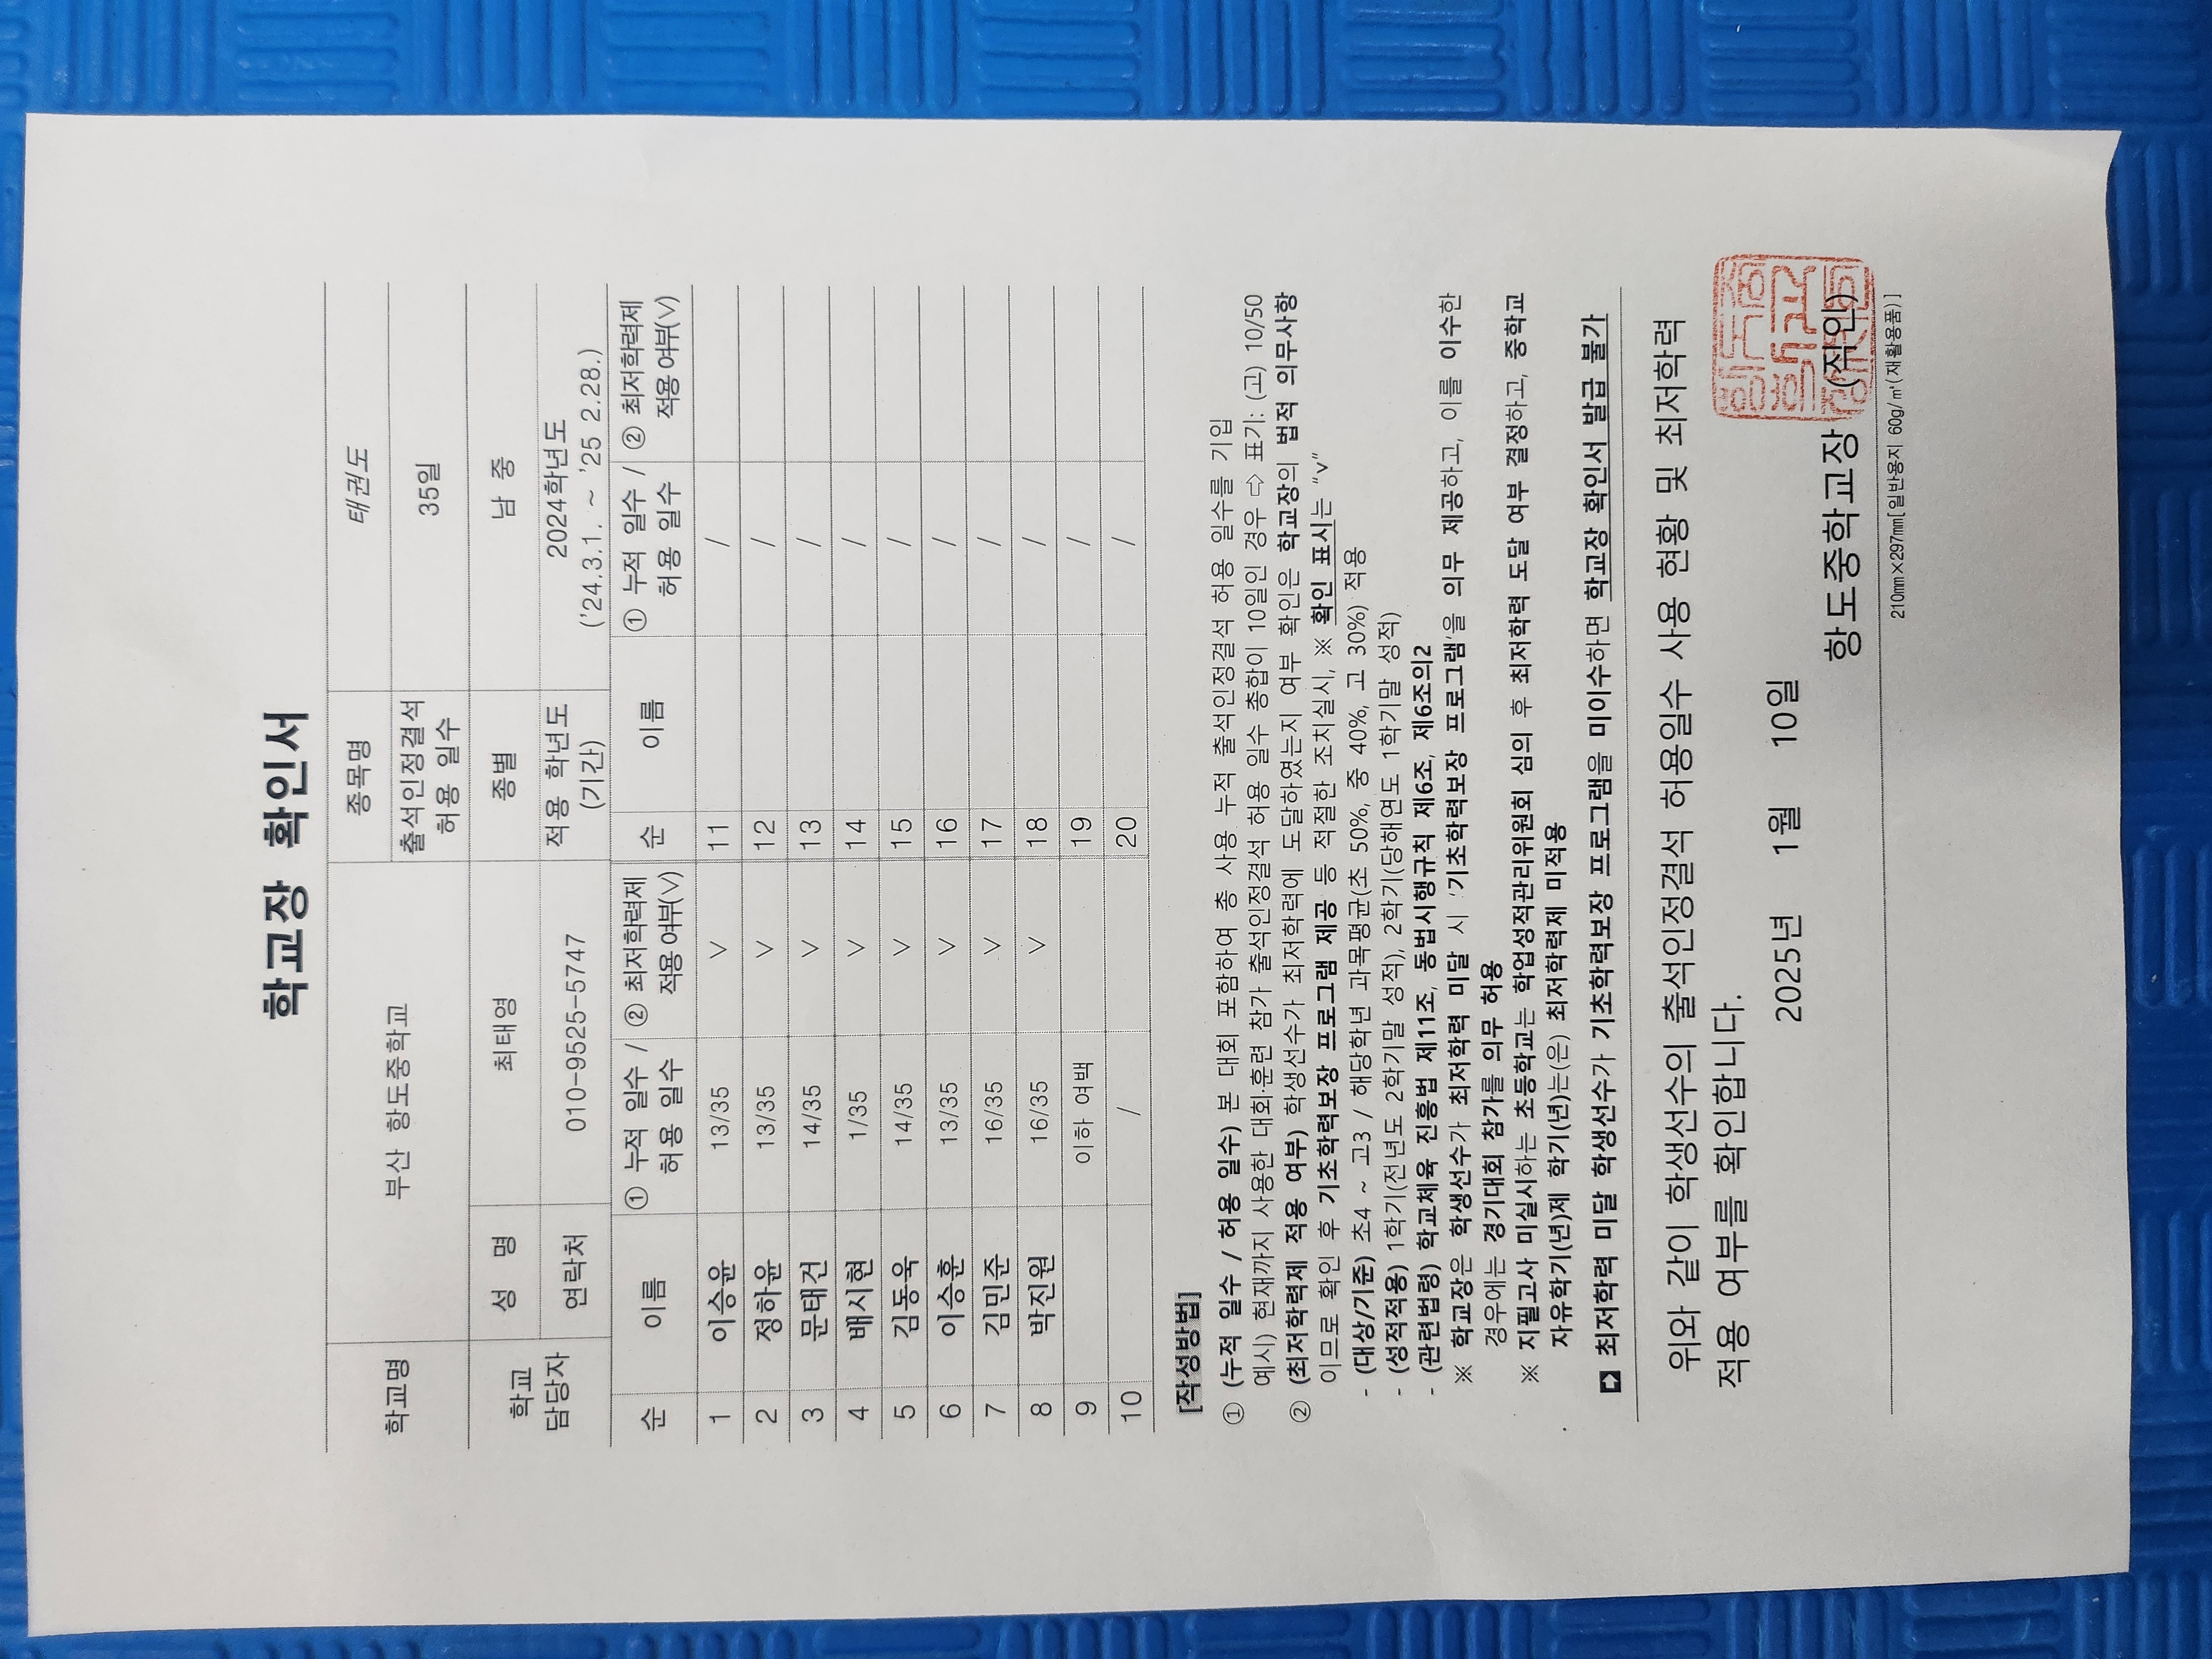 학교장 확인서
학교명 부산 항도중학교 종목명 태권도
출석인정결석 허용 일수 35일
학교 담당자 성 명 최태영 종별 남 중
연락처 010-9525-5747 적용 학년도 (기간) 2024학년도 ('24.3.1. ~ '25 2.28.)
순 이름 ① 누적 일수 / 허용 일수 ② 최저학력제 적용 여부(∨) 순 이름 ① 누적 일수 / 허용 일수 ② 최저학력제 적용 여부(∨)
1 이승윤 13/35 ∨ 11 /
2 정하윤 13/35 ∨ 12 /
3 문태건 14/35 ∨ 13 /
4 배시현 1/35 ∨ 14 /
5 김동욱 14/35 ∨ 15 /
6 이승훈 13/35 ∨ 16 /
7 김민준 16/35 ∨ 17 /
8 박진원 16/35 ∨ 18 /
9 이하 여백 19 /
10 / 20 /
[작성방법]
① (누적 일수 / 허용 일수) 본 대회 포함하여 총 사용 누적 출석인정결석 허용 일수를 기입
예시) 현재까지 사용한 대회·훈련 참가 출석인정결석 허용 일수 총합이 10일인 경우 ⇨ 표기: (고) 10/50
② (최저학력제 적용 여부) 학생선수가 최저학력에 도달하였는지 여부 확인은 학교장의 법적 의무사항
이므로 확인 후 기초학력보장 프로그램 제공 등 적절한 조치실시, ※ 확인 표시는 "v"
- (대상/기준) 초4 ~ 고3 / 해당학년 과목평균(초 50%, 중 40%, 고 30%) 적용
- (성적적용) 1학기(전년도 2학기말 성적), 2학기(당해연도 1학기말 성적)
- (관련법령) 학교체육 진흥법 제11조, 동법시행규칙 제6조, 제6조의2
※ 학교장은 학생선수가 최저학력 미달 시 '기초학력보장 프로그램'을 의무 제공하고, 이를 이수한
경우에는 경기대회 참가를 의무 허용
※ 지필고사 미실시하는 초등학교는 학업성적관리위원회 심의 후 최저학력 도달 여부 결정하고, 중학교
자유학기(년)제 학기(년)는(은) 최저학력제 미적용
➡ 최저학력 미달 학생선수가 기초학력보장 프로그램을 미이수하면 학교장 확인서 발급 불가
위와 같이 학생선수의 출석인정결석 허용일수 사용 현황 및 최저학력
적용 여부를 확인합니다.
2025년 1월 10일
항도중학교장 (직인)
210mm×297mm[일반용지 60g/㎡(재활용품)]